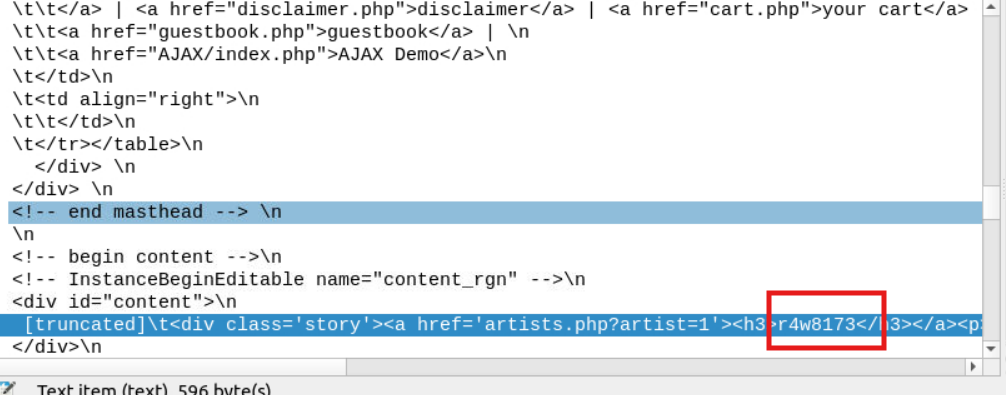 \t\t</a> | <a href="disclaimer.php">disclaimer</a> | <a href="cart.php">your cart</a>
\t\t<a href="guestbook.php">guestbook</a> | \n
\t\t<a href="AJAX/index.php">AJAX Demo</a>\n
\t</td>\n
\t<td align="right">\n
\t\t</td>\n
\t</tr></table>\n
</div> \n
</div> \n
<!-- end masthead --> \n
\n
<!-- begin content -->\n
<!-- InstanceBeginEditable name="content_rgn" -->\n
<div id="content">\n
[truncated]\t<div class='story'><a href='artists.php?artist=1'><h3>r4w8173</h3></a><p
</div>\n
Text item (text), 596 byte(s)